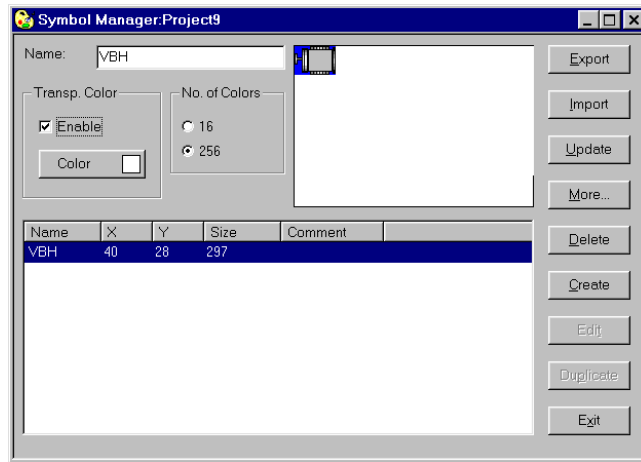 Symbol Manager:Project9
Name: VBH
Transp. Color
Enable
Color
No. of Colors
16
256
Export
Import
Update
More...
Delete
Create
Edit
Duplicate
Exit
Name X Y Size Comment
VBH 40 28 297